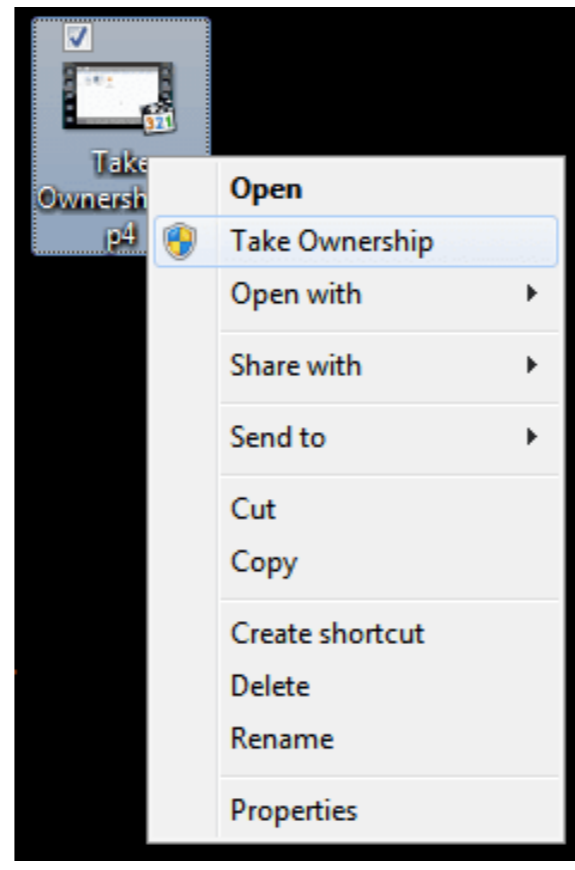 321
Take
Ownersh
p4
Open
Take Ownership
Open with
Share with
Send to
Cut
Copy
Create shortcut
Delete
Rename
Properties